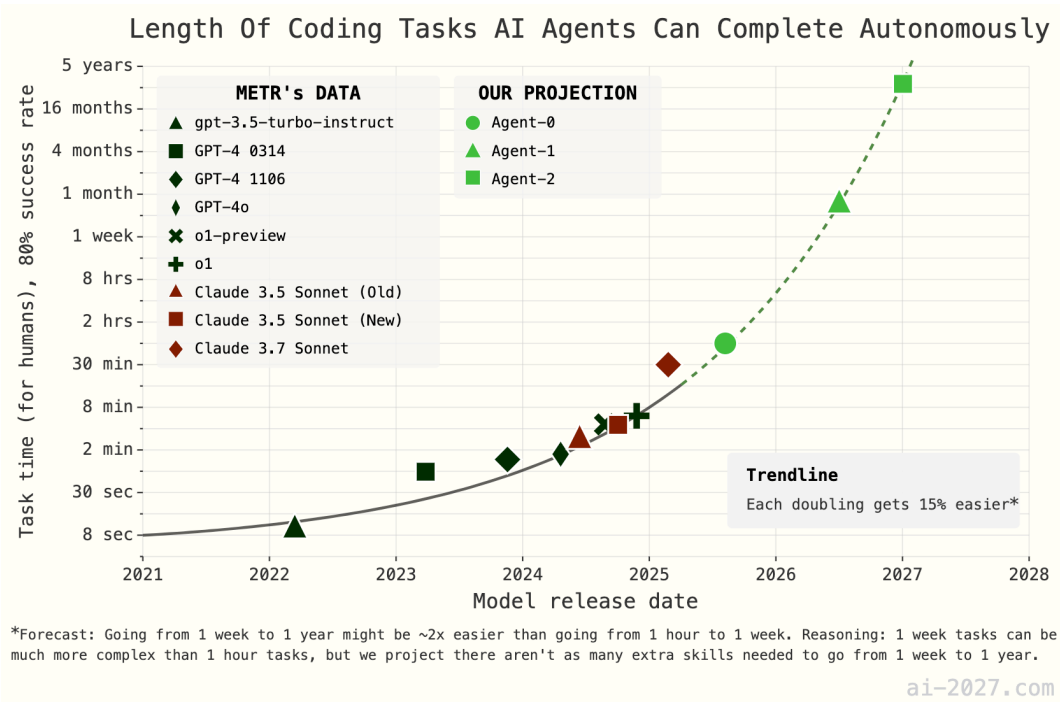 Length Of Coding Tasks AI Agents Can Complete Autonomously
Task time (for humans), 80% success rate
5 years
16 months
4 months
1 month
1 week
8 hrs
2 hrs
30 min
8 min
2 min
30 sec
8 sec
METR's DATA
gpt-3.5-turbo-instruct
GPT-4 0314
GPT-4 1106
GPT-4o
o1-preview
o1
Claude 3.5 Sonnet (Old)
Claude 3.5 Sonnet (New)
Claude 3.7 Sonnet
OUR PROJECTION
Agent-0
Agent-1
Agent-2
Trendline
Each doubling gets 15% easier*
2021 2022 2023 2024 2025 2026 2027 2028
Model release date
*Forecast: Going from 1 week to 1 year might be ~2x easier than going from 1 hour to 1 week. Reasoning: 1 week tasks can be
much more complex than 1 hour tasks, but we project there aren't as many extra skills needed to go from 1 week to 1 year.
ai-2027.com